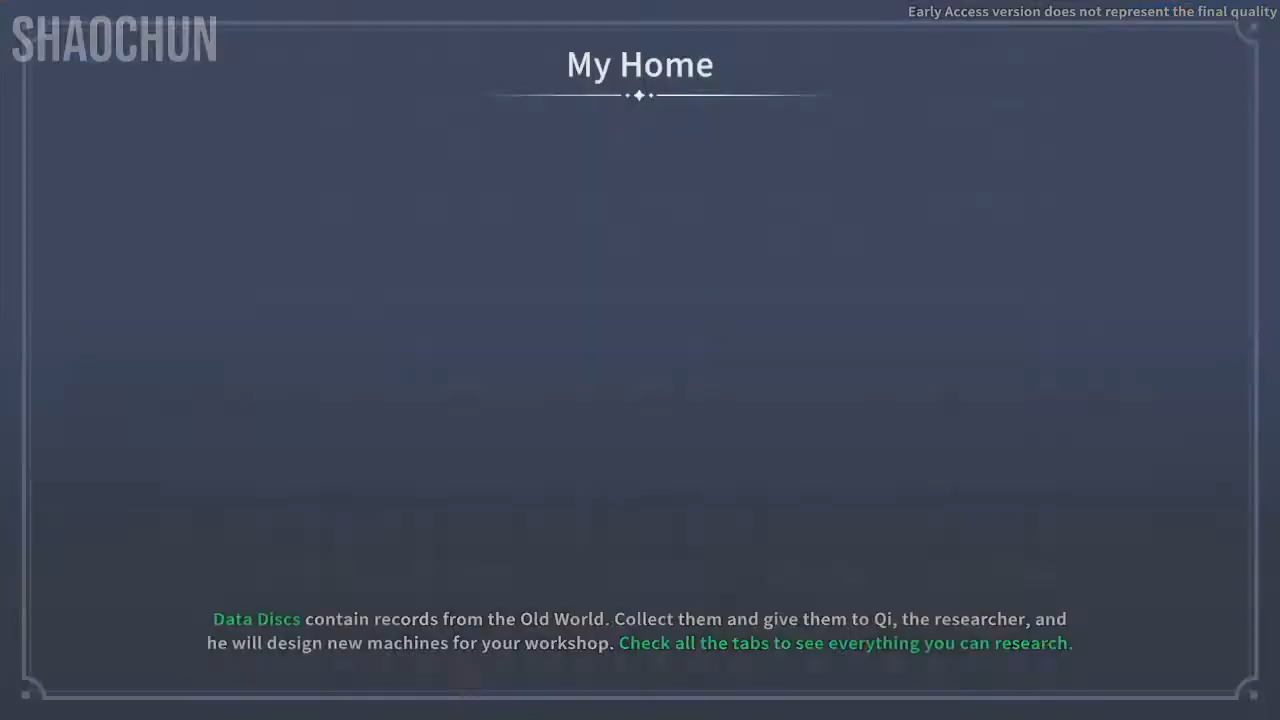 SHAOCHUN
Early Access version does not represent the final quality
My Home
Data Discs contain records from the Old World. Collect them and give them to Qi, the researcher, and
he will design new machines for your workshop. Check all the tabs to see everything you can research.